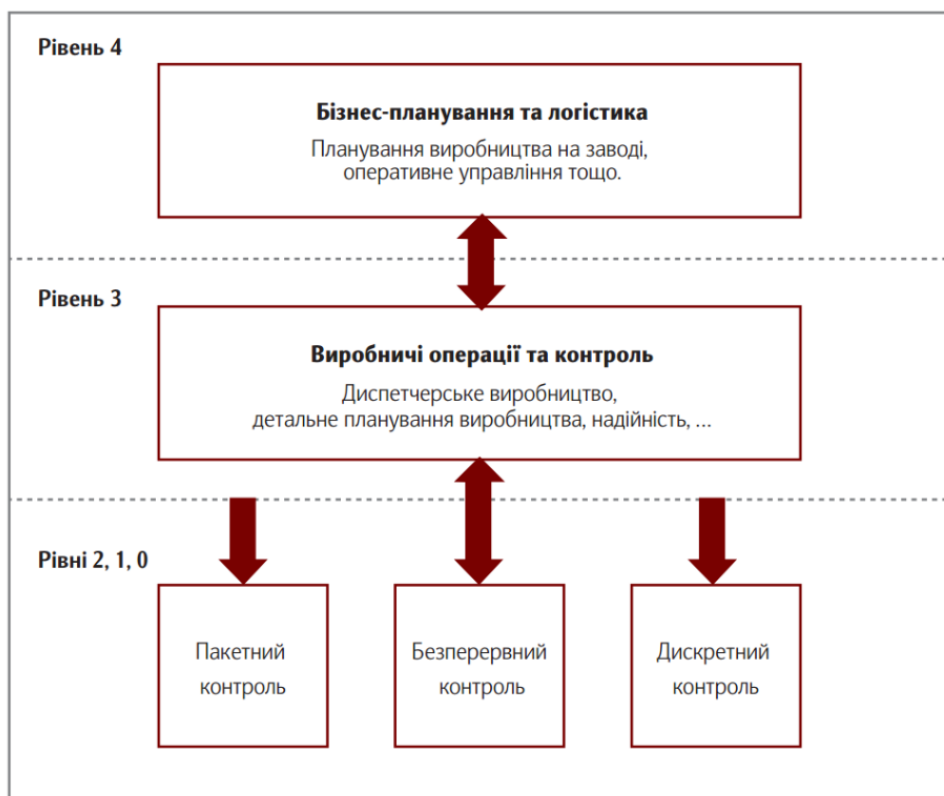 Рівень 4
Бізнес-планування та логістика
Планування виробництва на заводі,
оперативне управління тощо.
Рівень 3
Виробничі операції та контроль
Диспетчерське виробництво,
детальне планування виробництва, надійність, ...
Рівні 2, 1, 0
Пакетний
контроль
Безперервний
контроль
Дискретний
контроль